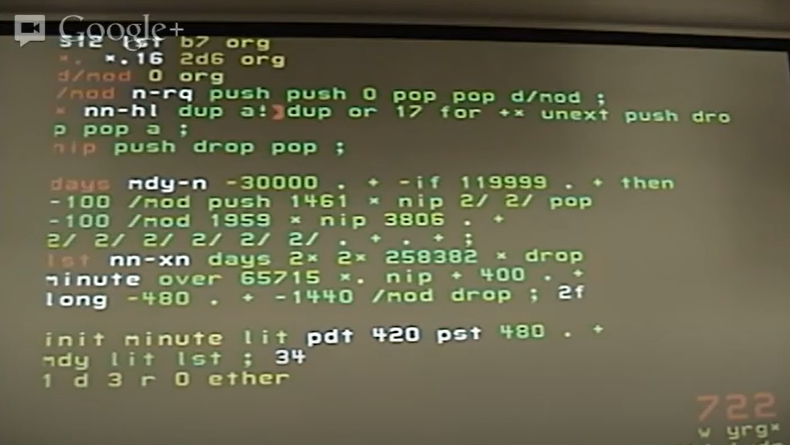 Google+
512 lst b7 org
*. *.16 2d6 org
d/mod 0 org
/mod n-rq push push 0 pop pop d/mod ;
* nn-hl dup a! dup or 17 for +* unext push dro
p pop a ;
nip push drop pop ;
days mdy-n -30000 . + -if 119999 . + then
-100 /mod push 1461 * nip 2/ 2/ pop
-100 /mod 1959 * nip 3806 . +
2/ 2/ 2/ 2/ 2/ 2/ . + . + ;
lst nn-xn days 2* 2* 258382 * drop
minute over 65715 *. nip + 400 . +
long -480 . + -1440 /mod drop ; 2f
init minute lit pdt 420 pst 480 . +
mdy lit lst ; 34
1 d 3 r 0 ether
722
w yrg*